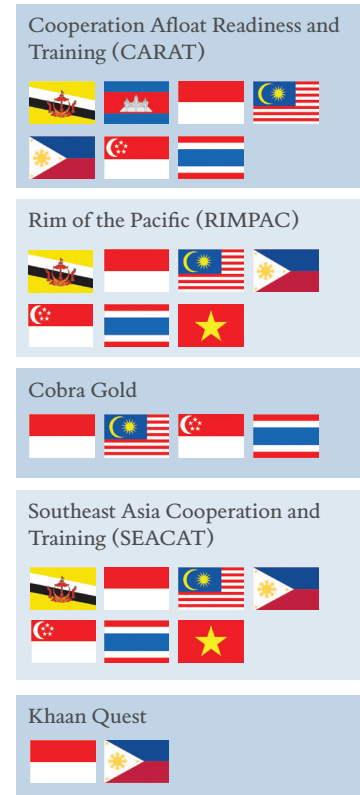 Cooperation Afloat Readiness and
Training (CARAT)
Rim of the Pacific (RIMPAC)
Cobra Gold
Southeast Asia Cooperation and
Training (SEACAT)
Khaan Quest